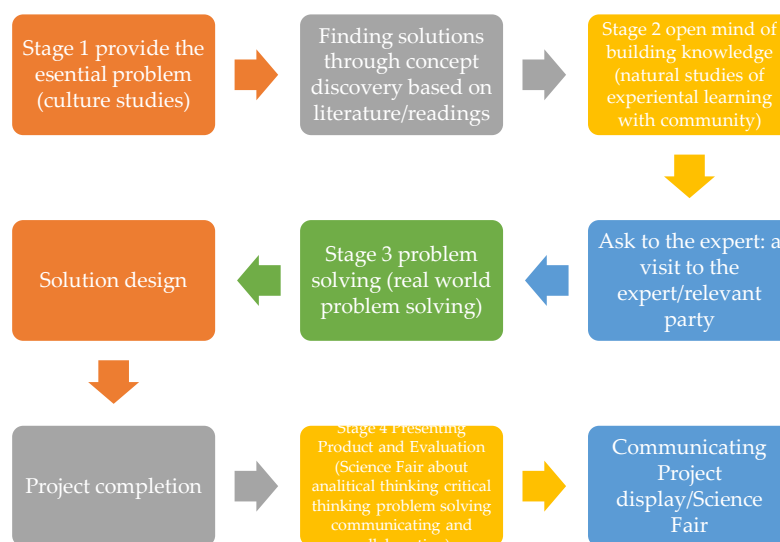 Stage 1 provide the
esential problem
(culture studies)
Finding solutions
through concept
discovery based on
literature/readings
Stage 2 open mind of
building knowledge
(natural studies of
experiental learning
with community)
Ask to the expert: a
visit to the
expert/relevant
party
Stage 3 problem
solving (real world
problem solving)
Solution design
Project completion
Stage 4 Presenting
Product and Evaluation
(Science Fair about
analitical thinking critical
thinking problem solving
communicating and
Communicating
Project
display/Science
Fair